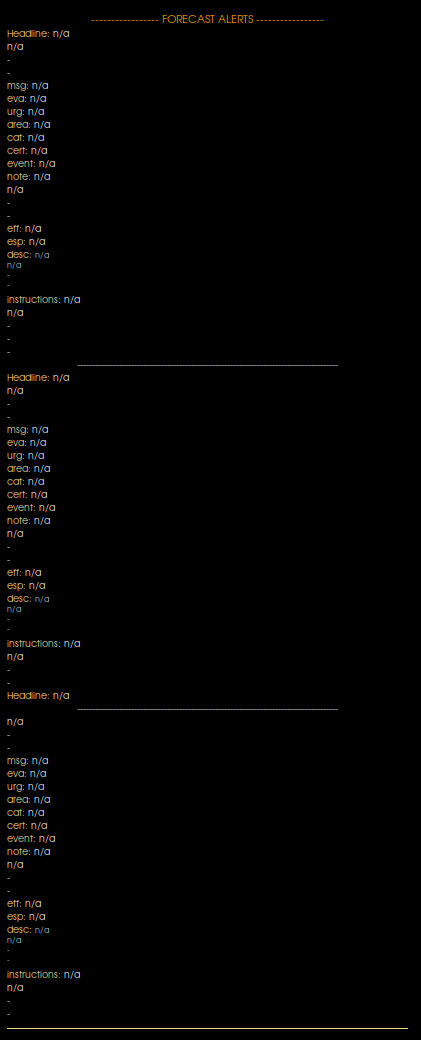 ----------------- FORECAST ALERTS -----------------
Headline: n/a
n/a
-
-
msg: n/a
eva: n/a
urg: n/a
area: n/a
cat: n/a
cert: n/a
event: n/a
note: n/a
n/a
-
-
eff: n/a
esp: n/a
desc: n/a
n/a
-
-
instructions: n/a
n/a
-
-
-
Headline: n/a
n/a
-
-
msg: n/a
eva: n/a
urg: n/a
area: n/a
cat: n/a
cert: n/a
event: n/a
note: n/a
n/a
-
-
eff: n/a
esp: n/a
desc: n/a
n/a
-
-
instructions: n/a
n/a
-
-
Headline: n/a
n/a
-
-
msg: n/a
eva: n/a
urg: n/a
area: n/a
cat: n/a
cert: n/a
event: n/a
note: n/a
n/a
-
-
eff: n/a
esp: n/a
desc: n/a
n/a
-
-
instructions: n/a
n/a
-
-